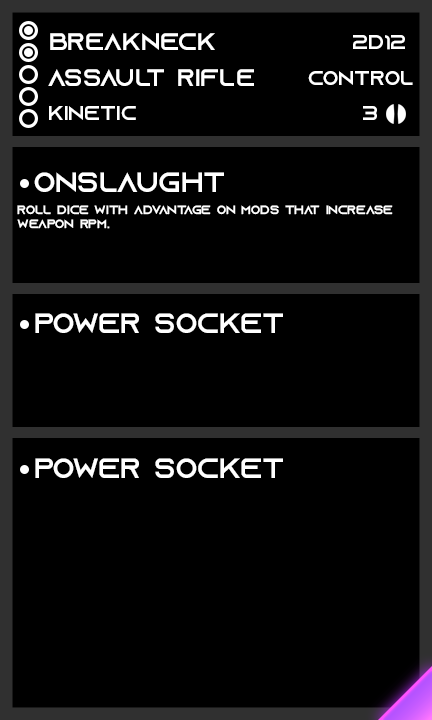 BREAKNECK 2D12
ASSAULT RIFLE CONTROL
KINETIC 3
•ONSLAUGHT
ROLL DICE WITH ADVANTAGE ON MODS THAT INCREASE
WEAPON RPM.
•POWER SOCKET
•POWER SOCKET